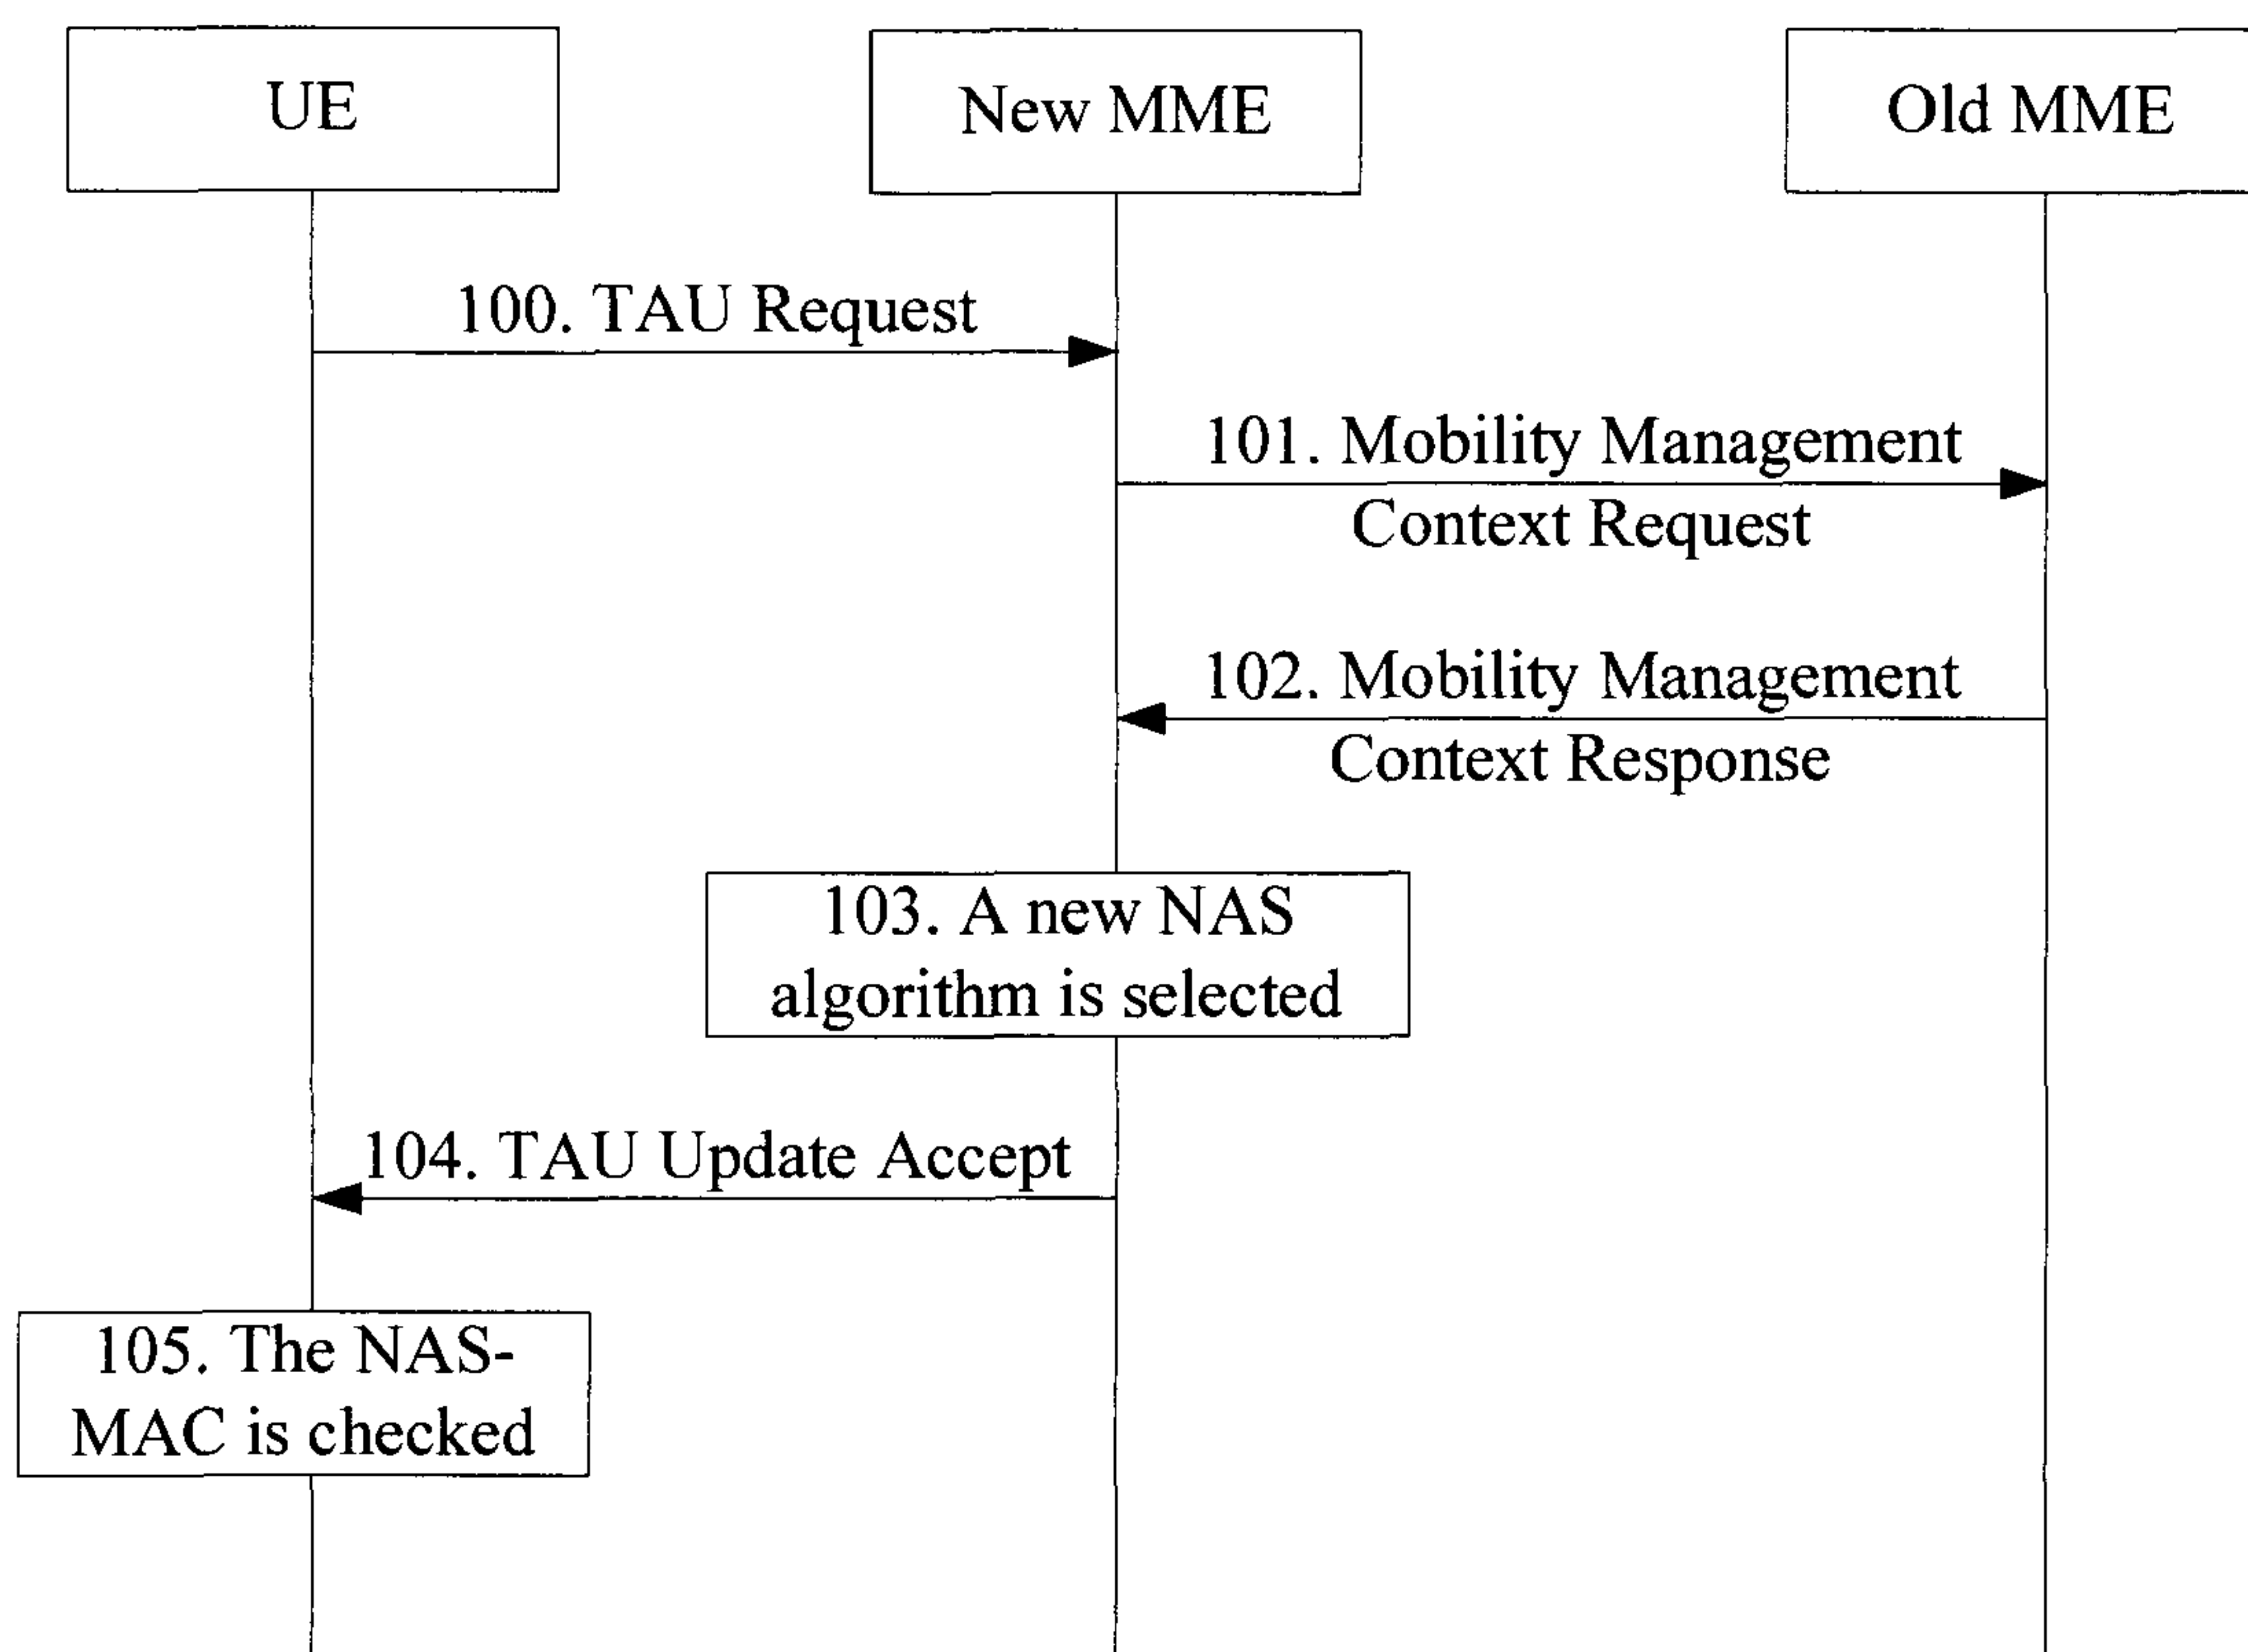 UE
New MME
Old MME
100. TAU Request
101. Mobility Management
Context Request
102. Mobility Management
Context Response
103. A new NAS
algorithm is selected
104. TAU Update Accept
105. The NAS-
MAC is checked